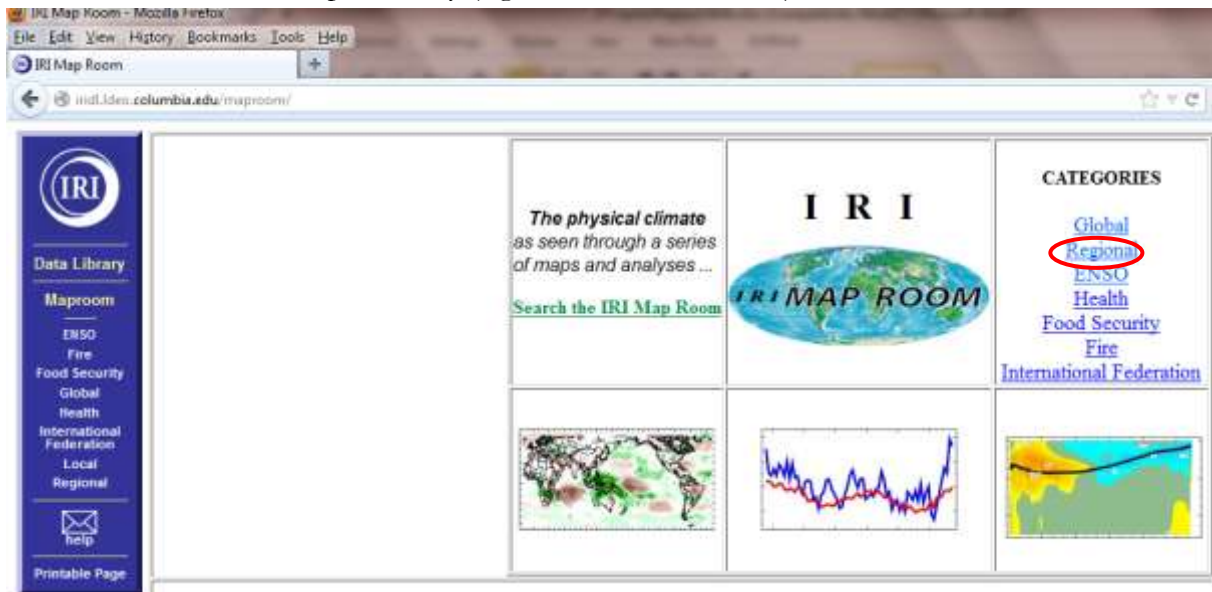 IRI Map Room - Mozilla Firefox
File Edit View History Bookmarks Tools Help
IRI Map Room
iridl.ldeo.columbia.edu/maproom/
IRI
Data Library
Maproom
ENSO
Fire
Food Security
Global
Health
International
Federation
Local
Regional
help
Printable Page
The physical climate
as seen through a series
of maps and analyses ...
Search the IRI Map Room
I R I
IRI MAP ROOM
CATEGORIES
Global
Regional
ENSO
Health
Food Security
Fire
International Federation